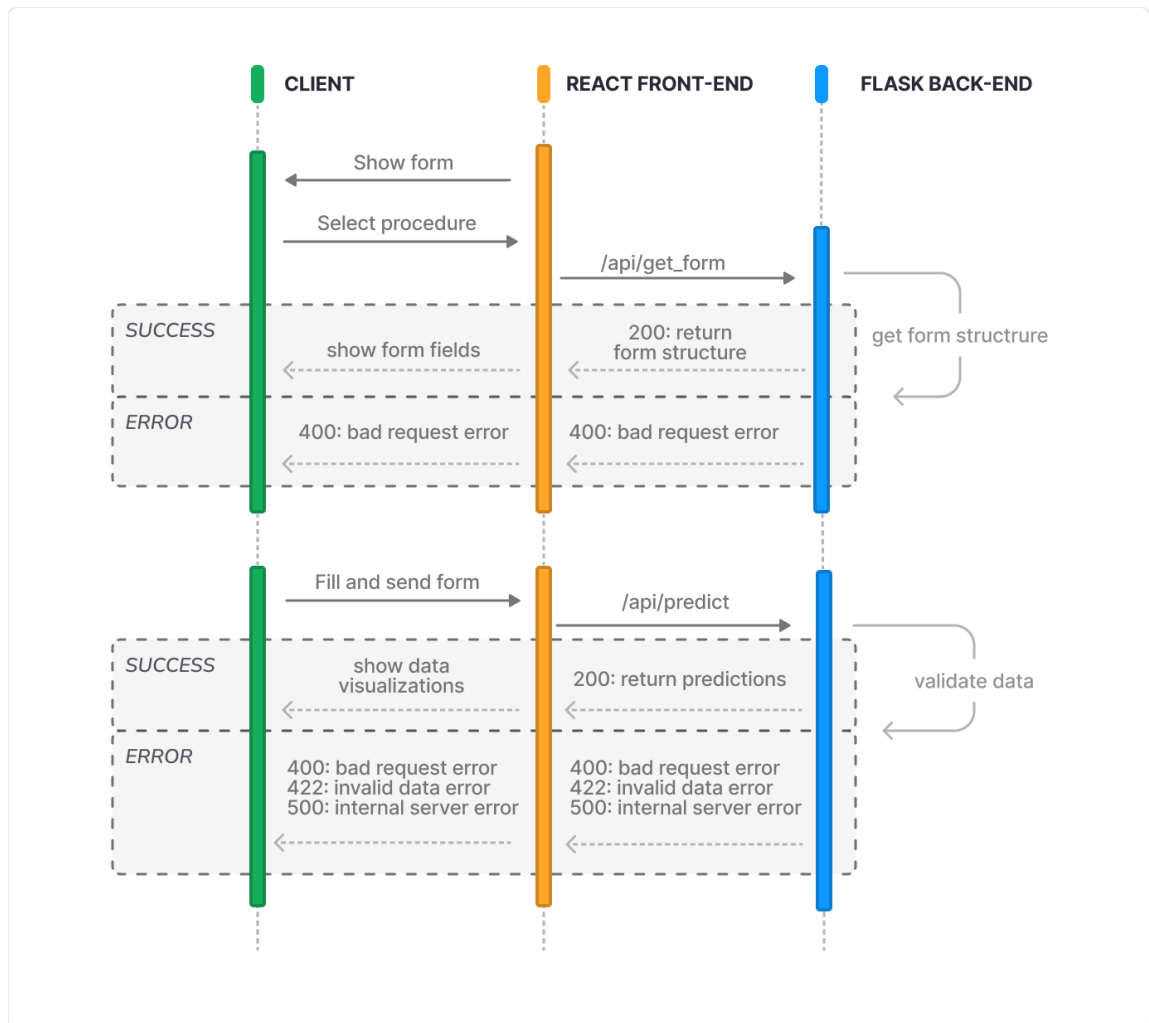 CLIENT
REACT FRONT-END
FLASK BACK-END
Show form
Select procedure
/api/get_form
SUCCESS
show form fields
200: return
form structure
get form structrure
ERROR
400: bad request error
400: bad request error
Fill and send form
/api/predict
SUCCESS
show data
visualizations
200: return predictions
validate data
ERROR
400: bad request error
422: invalid data error
500: internal server error
400: bad request error
422: invalid data error
500: internal server error